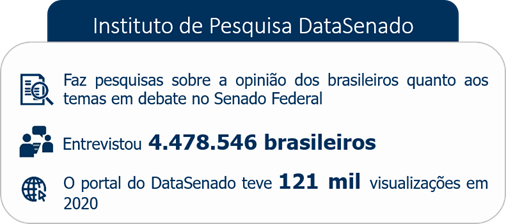 Instituto de Pesquisa DataSenado
Faz pesquisas sobre a opinião dos brasileiros quanto aos
temas em debate no Senado Federal
Entrevistou 4.478.546 brasileiros
O portal do DataSenado teve 121 mil visualizações em
2020